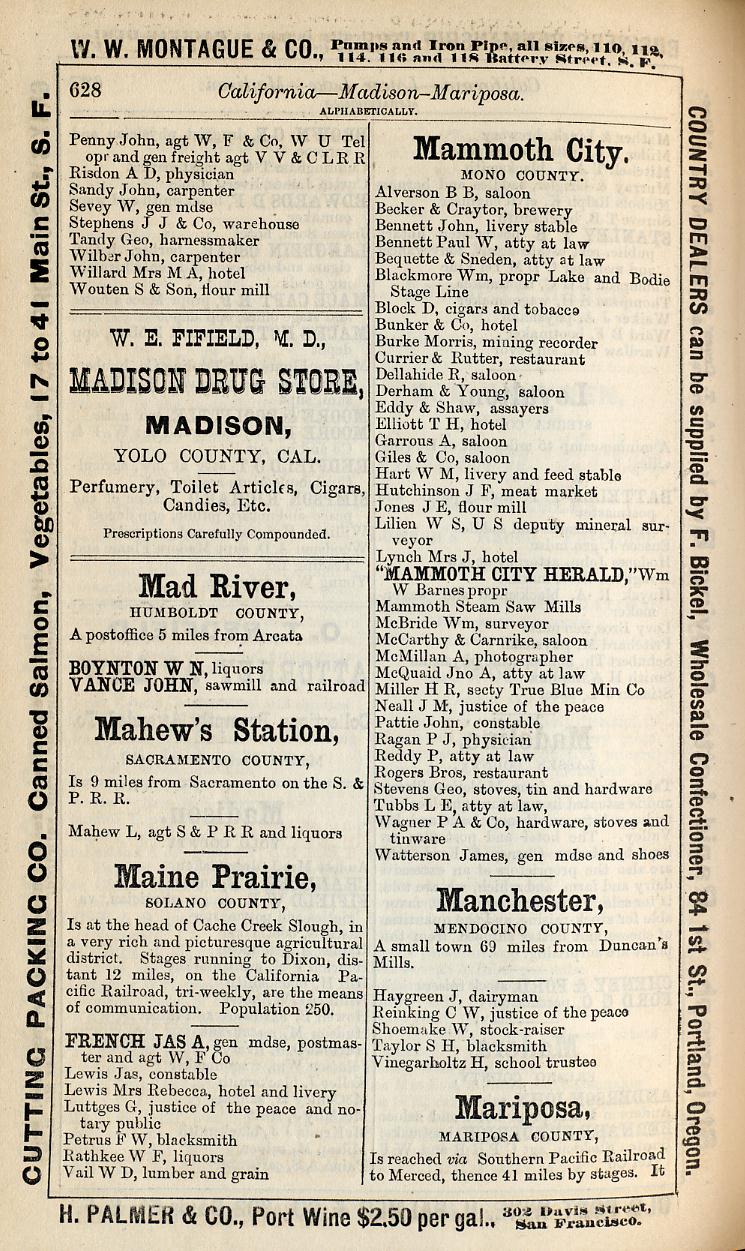 W. W. MONTAGUE & CO., Pumps and Iron Pipe, all sizes, 110, 112,
114, 116 and 118 Battery Street, S. F.
628 California—Madison–Mariposa.
ALPHABETICALLY.
Penny John, agt W, F & Co, W U Tel
opr and gen freight agt V V & C L R R
Risdon A D, physician
Sandy John, carpenter
Sevey W, gen mdse
Stephens J J & Co, warehouse
Tandy Geo, harnessmaker
Wilber John, carpenter
Willard Mrs M A, hotel
Wouten S & Son, flour mill
W. E. FIFIELD, M. D.,
MADISON DRUG STORE,
MADISON,
YOLO COUNTY, CAL.
Perfumery, Toilet Articles, Cigars,
Candies, Etc.
Prescriptions Carefully Compounded.
Mad River,
HUMBOLDT COUNTY,
A postoffice 5 miles from Arcata
BOYNTON W N, liquors
VANCE JOHN, sawmill and railroad
Mahew's Station,
SACRAMENTO COUNTY,
Is 9 miles from Sacramento on the S. &
P. R. R.
Mahew L, agt S & P R R and liquors
Maine Prairie,
SOLANO COUNTY,
Is at the head of Cache Creek Slough, in
a very rich and picturesque agricultural
district. Stages running to Dixon, dis-
tant 12 miles, on the California Pa-
cific Railroad, tri-weekly, are the means
of communication. Population 250.
FRENCH JAS A, gen mdse, postmas-
ter and agt W, F Co
Lewis Jas, constable
Lewis Mrs Rebecca, hotel and livery
Luttges G, justice of the peace and no-
tary public
Petrus F W, blacksmith
Rathkee W F, liquors
Vail W D, lumber and grain
Mammoth City.
MONO COUNTY.
Alverson B B, saloon
Becker & Craytor, brewery
Bennett John, livery stable
Bennett Paul W, atty at law
Bequette & Sneden, atty at law
Blackmore Wm, propr Lake and Bodie
Stage Line
Block D, cigars and tobacco
Bunker & Co, hotel
Burke Morris, mining recorder
Currier & Rutter, restaurant
Dellahide R, saloon
Derham & Young, saloon
Eddy & Shaw, assayers
Elliott T H, hotel
Garrous A, saloon
Giles & Co, saloon
Hart W M, livery and feed stable
Hutchinson J F, meat market
Jones J E, flour mill
Lilien W S, U S deputy mineral sur-
veyor
Lynch Mrs J, hotel
"MAMMOTH CITY HERALD," Wm
W Barnes propr
Mammoth Steam Saw Mills
McBride Wm, surveyor
McCarthy & Carnrike, saloon
McMillan A, photographer
McQuaid Jno A, atty at law
Miller H R, secty True Blue Min Co
Neall J M, justice of the peace
Pattie John, constable
Ragan P J, physician
Reddy P, atty at law
Rogers Bros, restaurant
Stevens Geo, stoves, tin and hardware
Tubbs L E, atty at law,
Wagner P A & Co, hardware, stoves and
tinware
Watterson James, gen mdse and shoes
Manchester,
MENDOCINO COUNTY,
A small town 69 miles from Duncan's
Mills.
Haygreen J, dairyman
Reinking C W, justice of the peace
Shoemake W, stock-raiser
Taylor S H, blacksmith
Vinegarholtz H, school trustee
Mariposa,
MARIPOSA COUNTY,
Is reached via Southern Pacific Railroad
to Merced, thence 41 miles by stages. It
CUTTING PACKING CO. Canned Salmon, Vegetables, 17 to 41 Main St., S. F.
COUNTRY DEALERS can be supplied by F. Bickel, Wholesale Confectioner, 84 1st St., Portland, Oregon.
H. PALMER & CO., Port Wine $2.50 per gal., 302 Davis Street,
San Francisco.